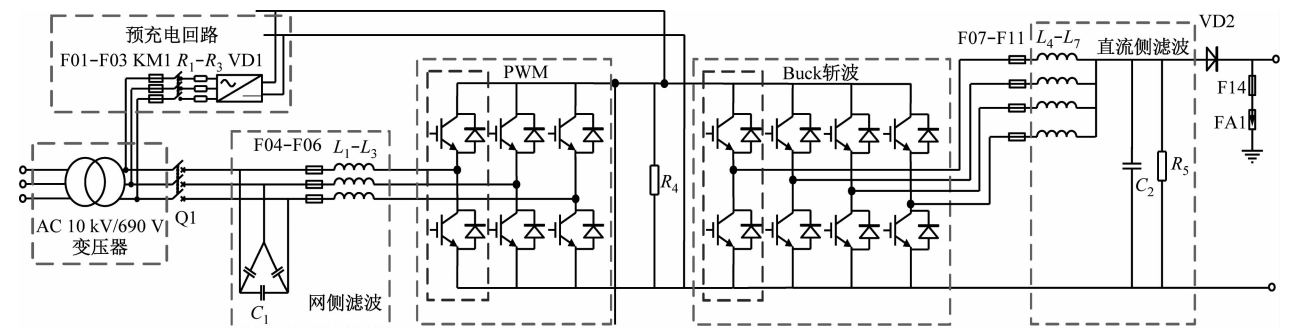 预充电回路
F01-F03 KM1 R1-R3 VD1
AC 10 kV/690 V
变压器
Q1
F04-F06 L1-L3
C1
网侧滤波
PWM
R4
Buck斩波
F07-F11 L4-L7
直流侧滤波
C2
R5
VD2
F14
FA1